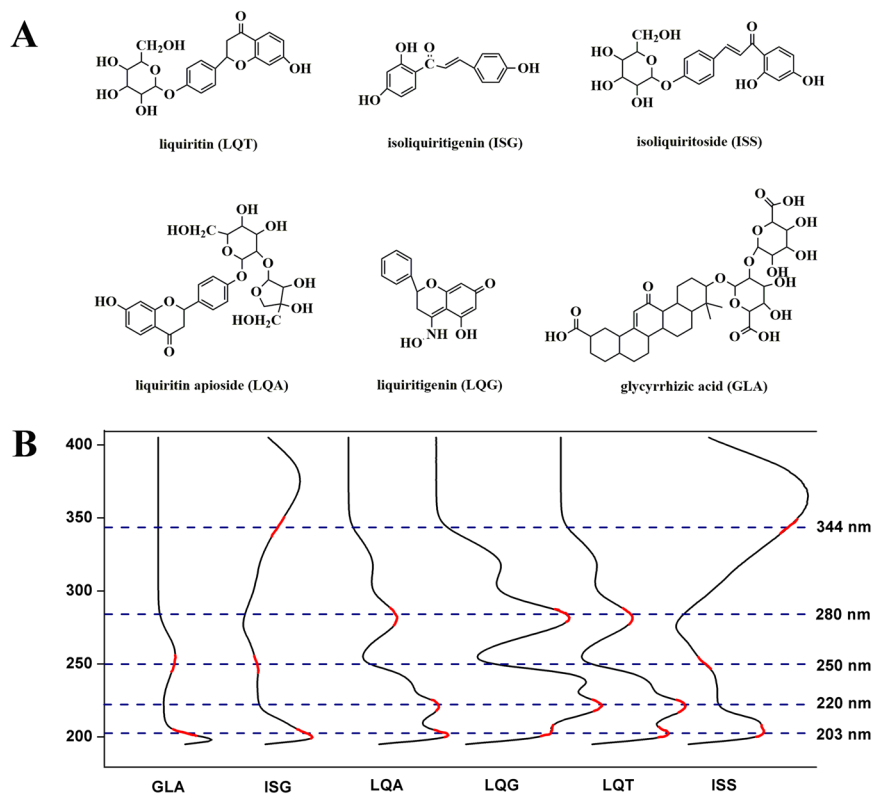 A
O
CH₂OH
HO
O
HO
O
OH
O
OH
OH
liquiritin (LQT)
OH
O
C
HO
OH
isoliquiritigenin (ISG)
CH₂OH
HO
O
HO
O
OH
O
HO
OH
isoliquiritoside (ISS)
OH
HOH₂C
OH
O
O
O
HO
O
O
OH
OH
HOH₂C
O
liquiritin apioside (LQA)
O
O
NH
HO
OH
liquiritigenin (LQG)
O
OH
O
OH
O
OH
O
OH
O
O
OH
O
OH
O
HO
O
OH
glycyrrhizic acid (GLA)
B
400
350
300
250
200
344 nm
280 nm
250 nm
220 nm
203 nm
GLA
ISG
LQA
LQG
LQT
ISS